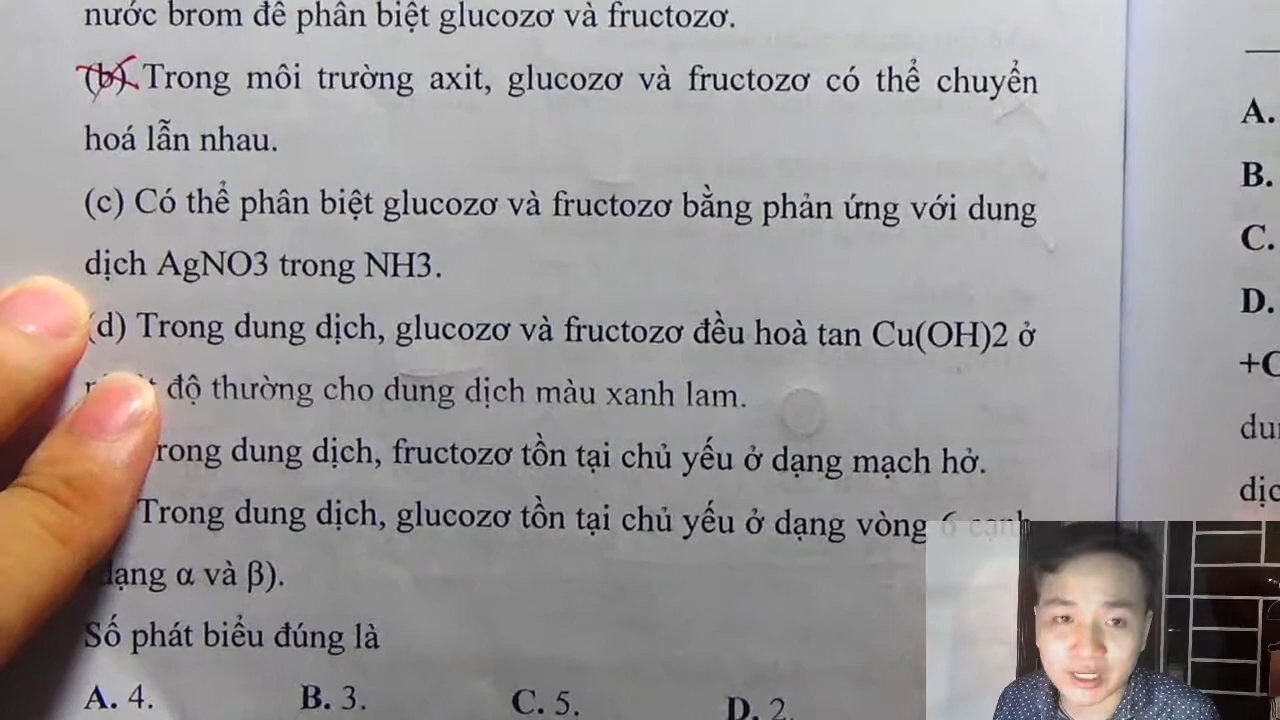 nước brom để phân biệt glucozơ và fructozơ.
(b) Trong môi trường axit, glucozơ và fructozơ có thể chuyển
hoá lẫn nhau.
(c) Có thể phân biệt glucozơ và fructozơ bằng phản ứng với dung
dịch AgNO3 trong NH3.
(d) Trong dung dịch, glucozơ và fructozơ đều hoà tan Cu(OH)2 ở
độ thường cho dung dịch màu xanh lam.
rong dung dịch, fructozơ tồn tại chủ yếu ở dạng mạch hở.
Trong dung dịch, glucozơ tồn tại chủ yếu ở dạng vòng 6 cạnh
dạng α và β).
Số phát biểu đúng là
A. 4. B. 3. C. 5. D. 2.
A.
B.
C.
D.
+C
dịc